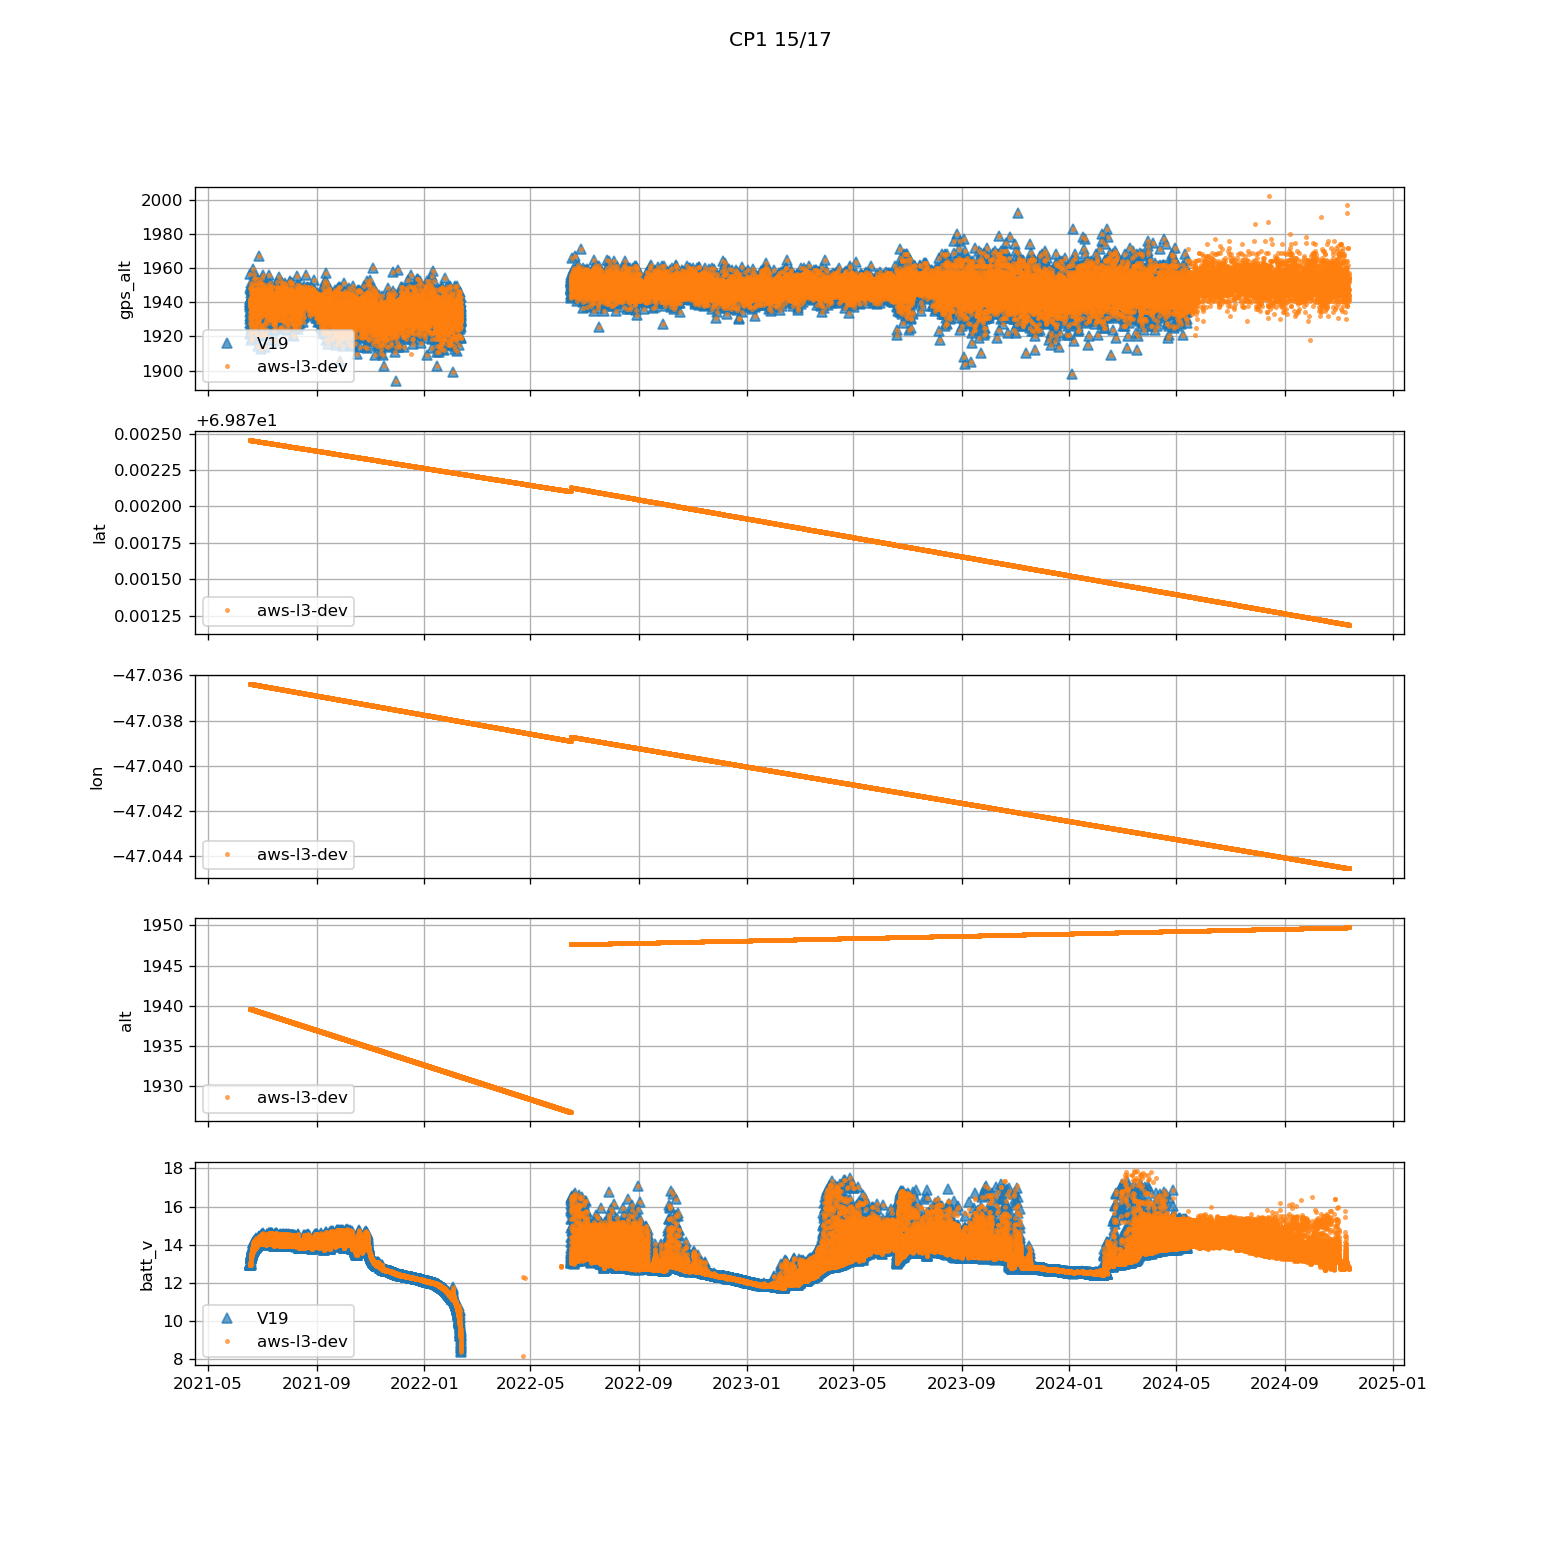 CP1 15/17
2000
1980
1960
1940
1920
1900
gps_alt
V19
aws-l3-dev
+6.987e1
0.00250
0.00225
0.00200
0.00175
0.00150
0.00125
lat
aws-l3-dev
−47.036
−47.038
−47.040
−47.042
−47.044
lon
aws-l3-dev
1950
1945
1940
1935
1930
alt
aws-l3-dev
18
16
14
12
10
8
batt_v
V19
aws-l3-dev
2021-05 2021-09 2022-01 2022-05 2022-09 2023-01 2023-05 2023-09 2024-01 2024-05 2024-09 2025-01